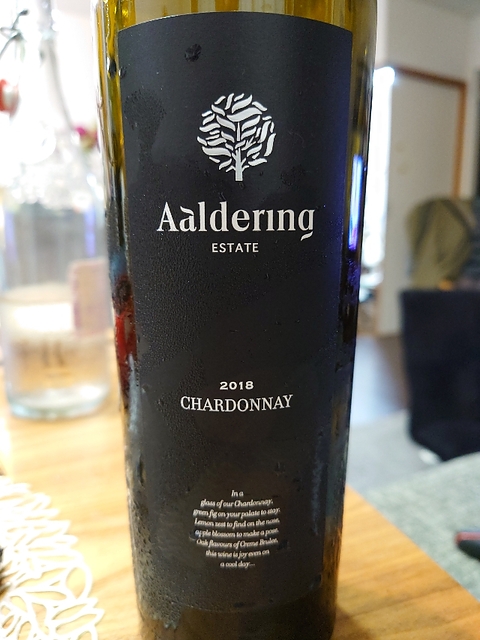 Aaldering
ESTATE
2018
CHARDONNAY
In a
glass of our Chardonnay,
green fig on your palate to stay.
Lemon zest to find on the nose,
apple blossom to make a pose.
Oak flavours of Creme Brulee,
this wine is joy even on
a cool day...